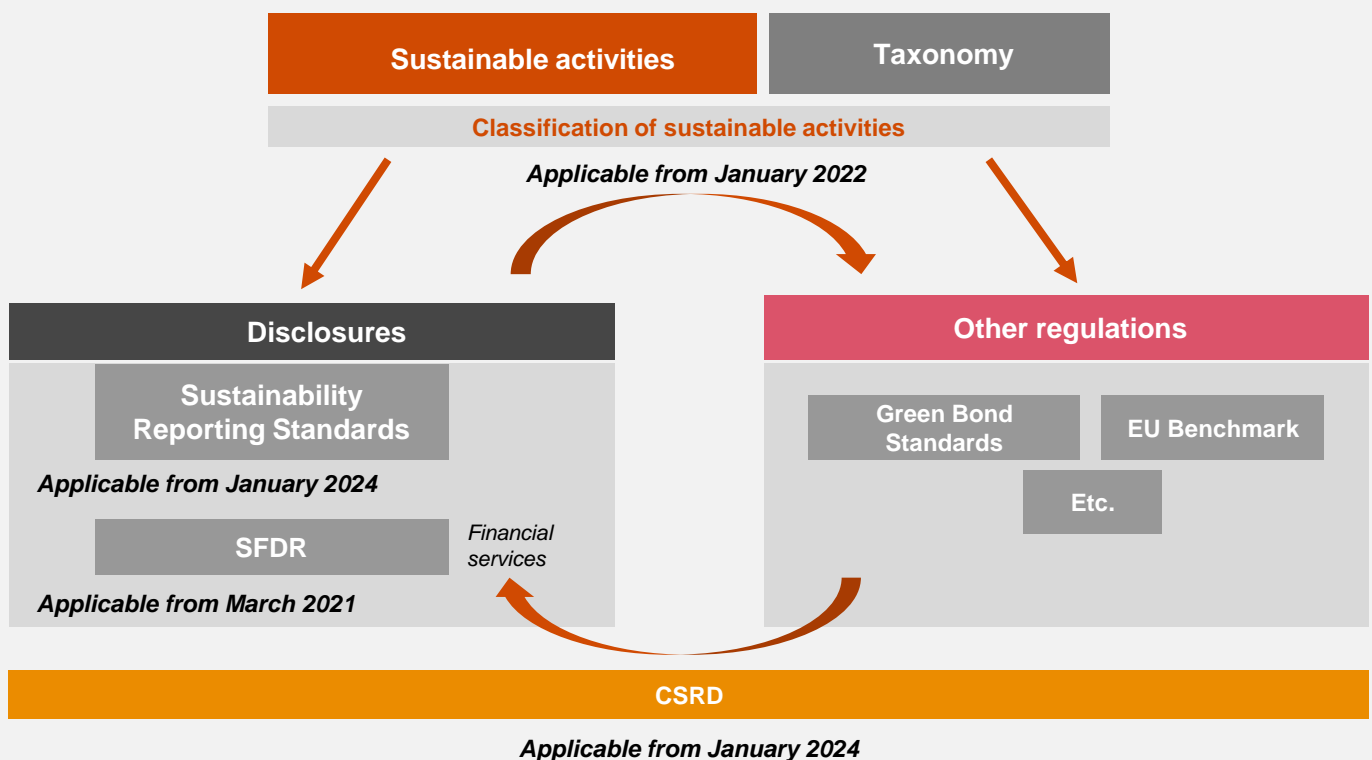 Sustainable activities
Taxonomy
Classification of sustainable activities
Applicable from January 2022
Disclosures
Sustainability
Reporting Standards
Applicable from January 2024
SFDR
Financial
services
Applicable from March 2021
Other regulations
Green Bond
Standards
EU Benchmark
Etc.
CSRD
Applicable from January 2024